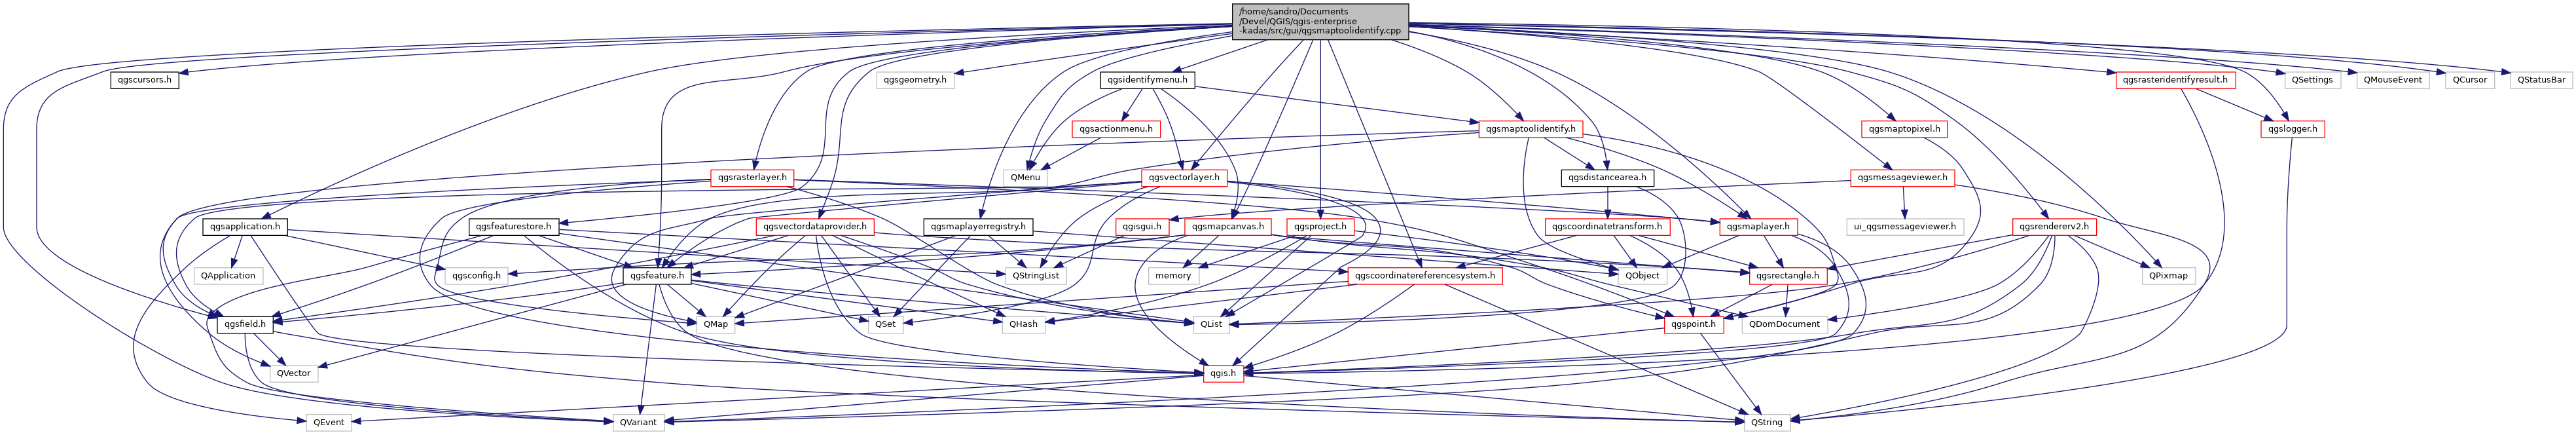 /home/sandro/Documents
/Devel/QGIS/qgis-enterprise
-kadas/src/gui/qgsmaptoolidentify.cpp
qgscursors.h
qgsgeometry.h
qgsidentifymenu.h
qgsrasteridentifyresult.h
QSettings
QMouseEvent
QCursor
QStatusBar
qgsactionmenu.h
qgsmaptoolidentify.h
qgsmaptopixel.h
qgslogger.h
qgsrasterlayer.h
QMenu
qgsvectorlayer.h
qgsdistancearea.h
qgsmessageviewer.h
qgsapplication.h
qgsfeaturestore.h
qgsvectordataprovider.h
qgsmaplayerregistry.h
qgisgui.h
qgsmapcanvas.h
qgsproject.h
qgscoordinatetransform.h
qgsmaplayer.h
ui_qgsmessageviewer.h
qgsrendererv2.h
QApplication
qgsconfig.h
qgsfeature.h
QStringList
memory
qgscoordinatereferencesystem.h
QObject
qgsrectangle.h
QPixmap
qgsfield.h
QMap
QSet
QHash
QList
qgspoint.h
QDomDocument
QVector
qgis.h
QEvent
QVariant
QString